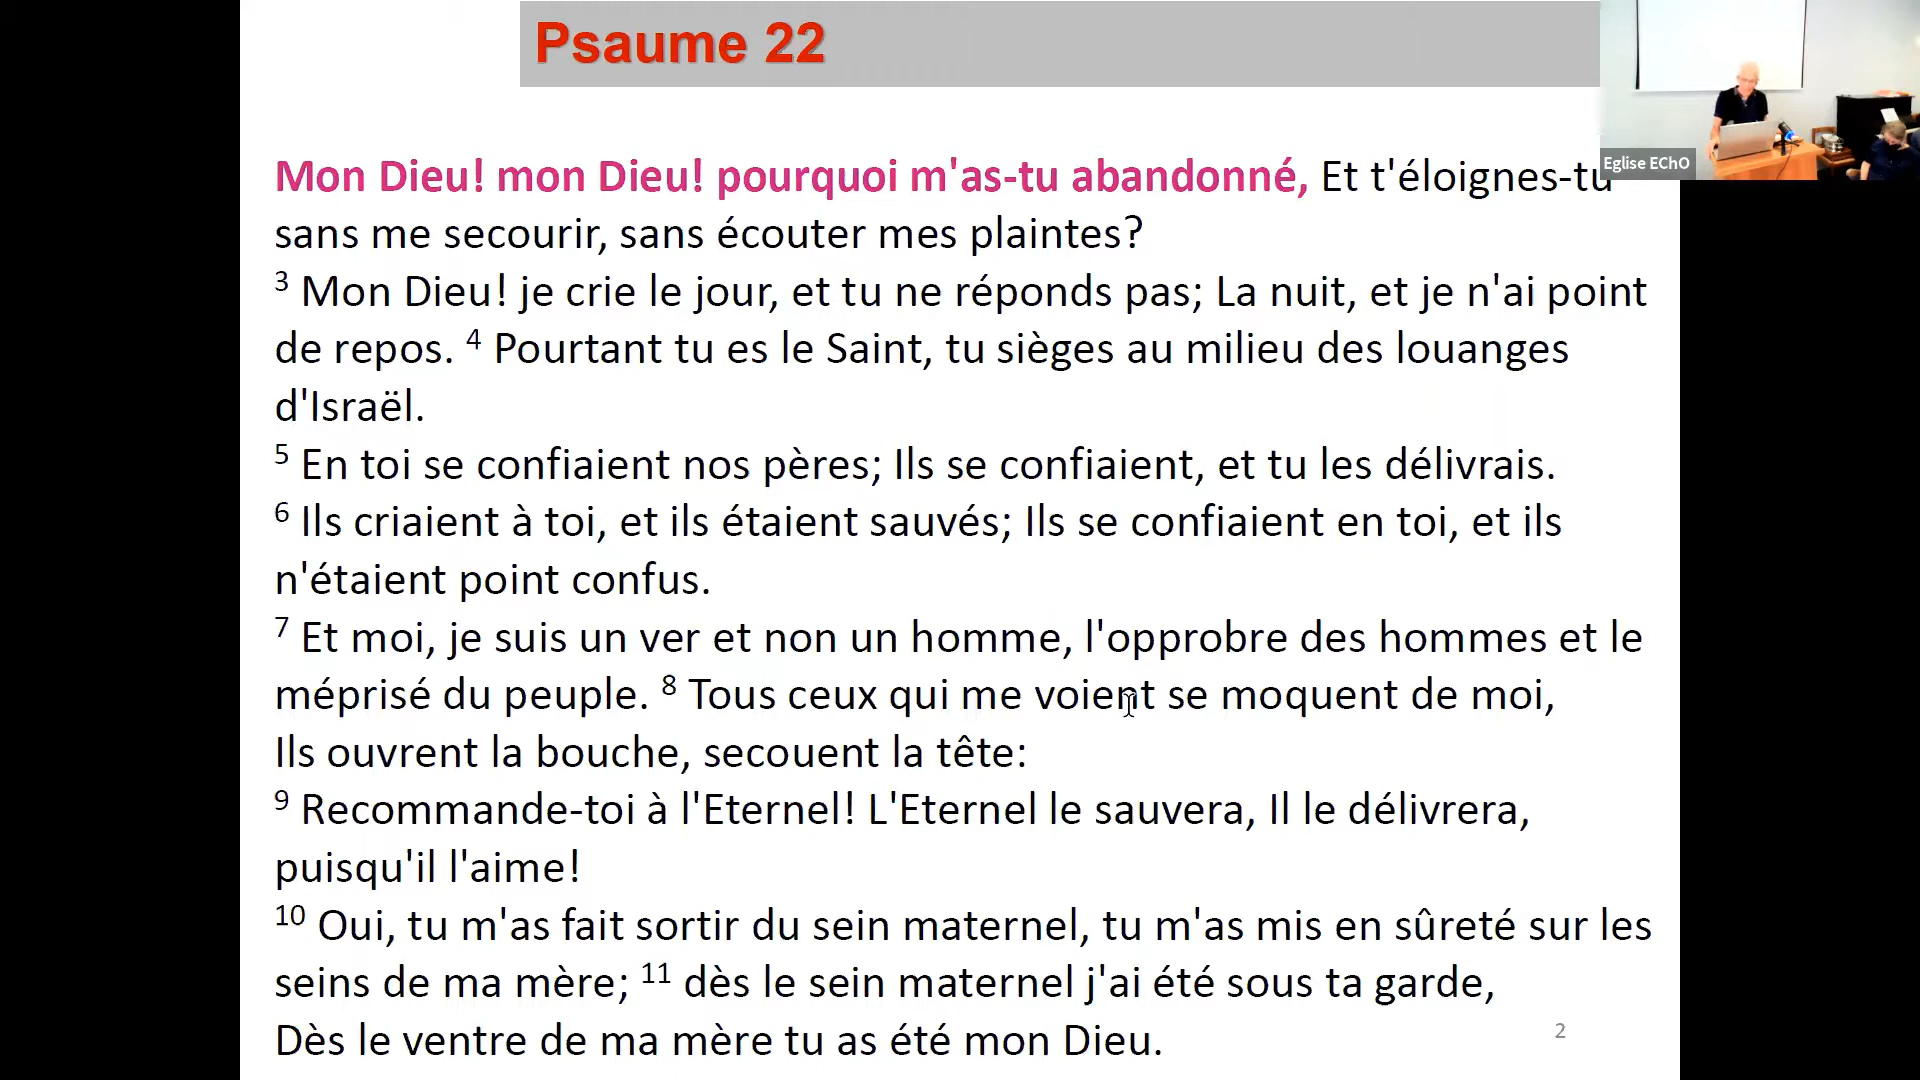 Psaume 22
Eglise EChO
Mon Dieu! mon Dieu! pourquoi m'as-tu abandonné, Et t'éloignes-tu
sans me secourir, sans écouter mes plaintes?
3 Mon Dieu! je crie le jour, et tu ne réponds pas; La nuit, et je n'ai point
de repos. 4 Pourtant tu es le Saint, tu sièges au milieu des louanges
d'Israël.
5 En toi se confiaient nos pères; Ils se confiaient, et tu les délivrais.
6 Ils criaient à toi, et ils étaient sauvés; Ils se confiaient en toi, et ils
n'étaient point confus.
7 Et moi, je suis un ver et non un homme, l'opprobre des hommes et le
méprisé du peuple. 8 Tous ceux qui me voient se moquent de moi,
Ils ouvrent la bouche, secouent la tête:
9 Recommande-toi à l'Eternel! L'Eternel le sauvera, Il le délivrera,
puisqu'il l'aime!
10 Oui, tu m'as fait sortir du sein maternel, tu m'as mis en sûreté sur les
seins de ma mère; 11 dès le sein maternel j'ai été sous ta garde,
Dès le ventre de ma mère tu as été mon Dieu.
2